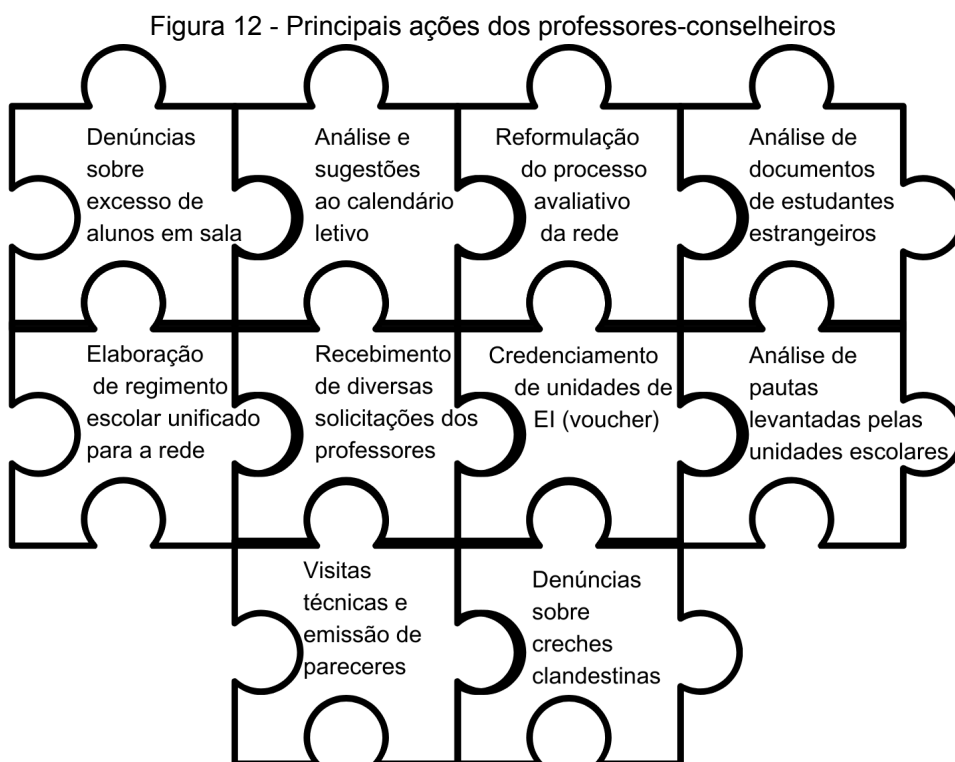 Figura 12 - Principais ações dos professores-conselheiros
Denúncias
sobre
excesso de
alunos em sala
Análise e
sugestões
ao calendário
letivo
Reformulação
do processo
avaliativo
da rede
Análise de
documentos
de estudantes
estrangeiros
Elaboração
de regimento
escolar unificado
para a rede
Recebimento
de diversas
solicitações dos
professores
Credenciamento
de unidades de
EI (voucher)
Análise de
pautas
levantadas pelas
unidades escolares
Visitas
técnicas e
emissão de
pareceres
Denúncias
sobre
creches
clandestinas